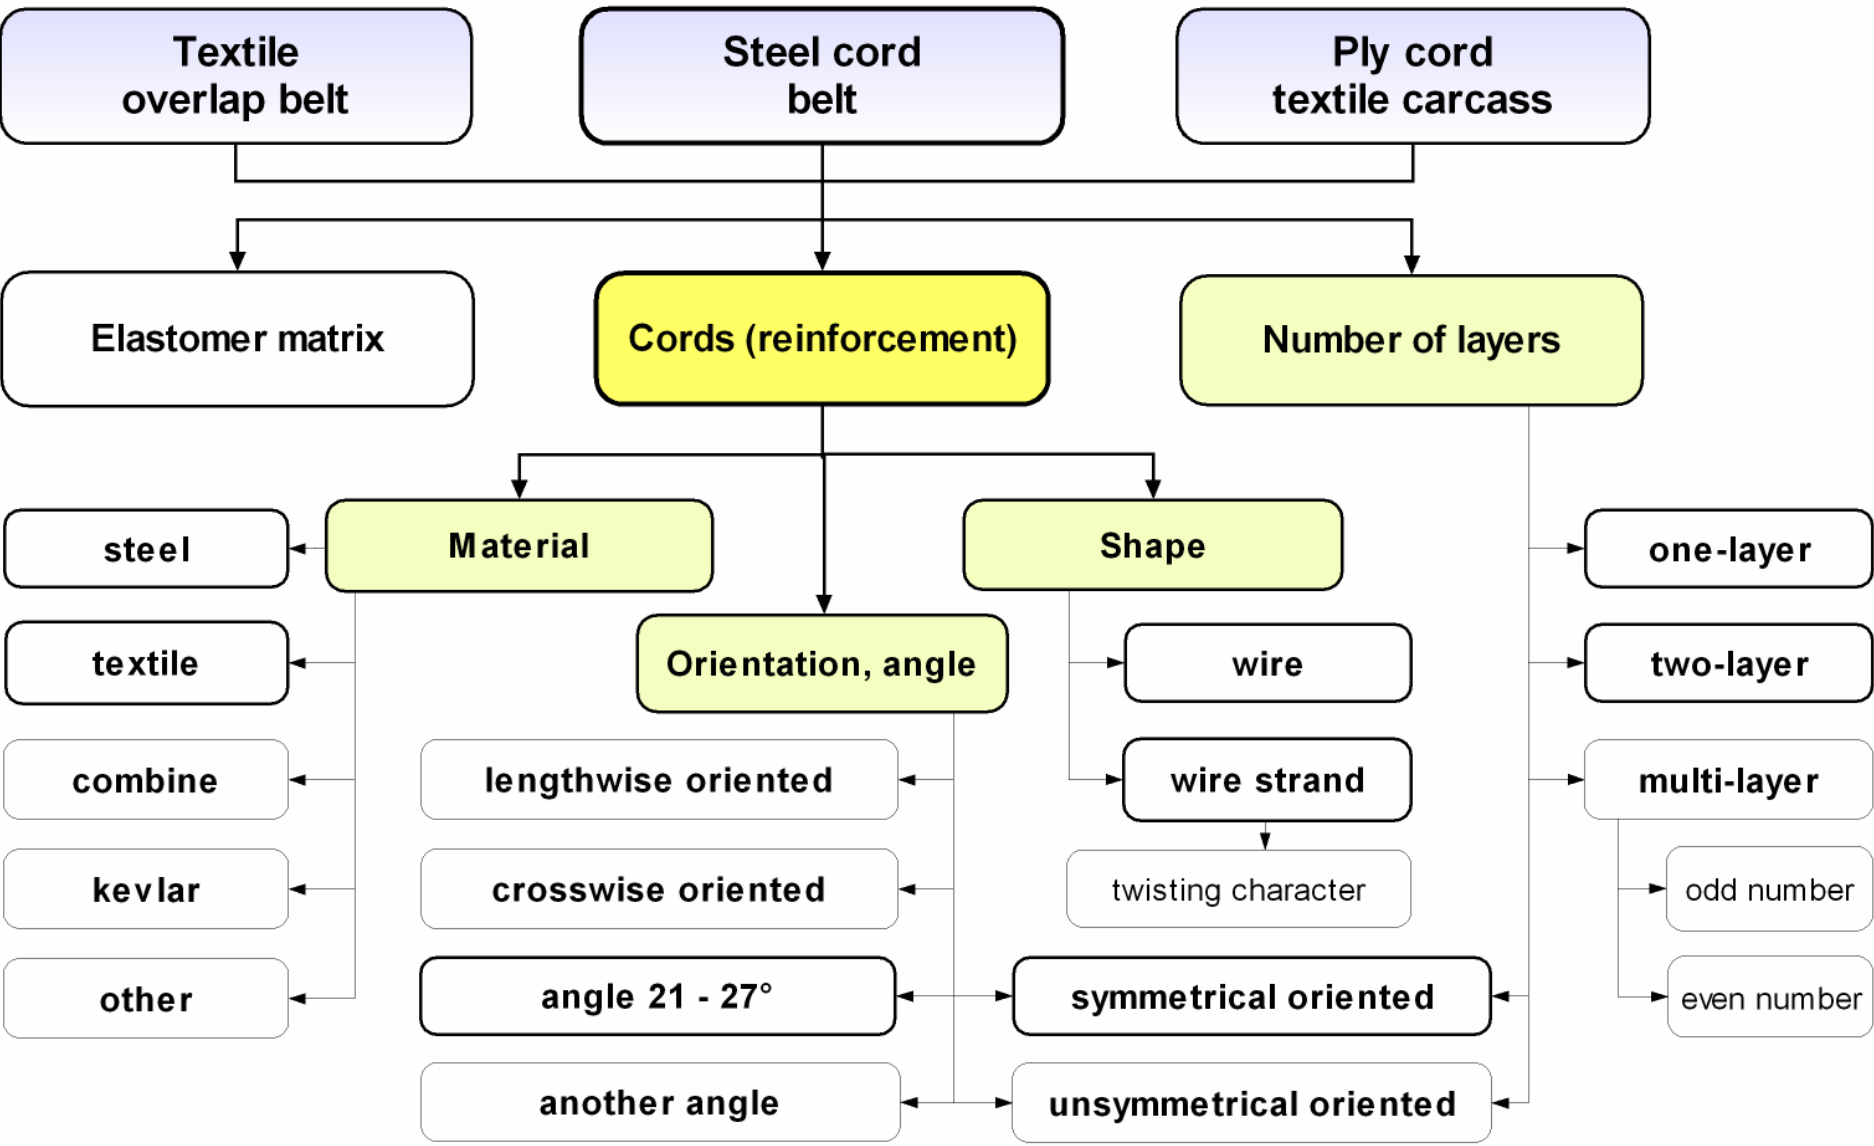 Textile
overlap belt
Steel cord
belt
Ply cord
textile carcass
Elastomer matrix
Cords (reinforcement)
Number of layers
Material
Shape
steel
one-layer
Orientation, angle
textile
wire
two-layer
combine
lengthwise oriented
wire strand
multi-layer
kevlar
crosswise oriented
twisting character
odd number
other
angle 21 - 27°
symmetrical oriented
even number
another angle
unsymmetrical oriented